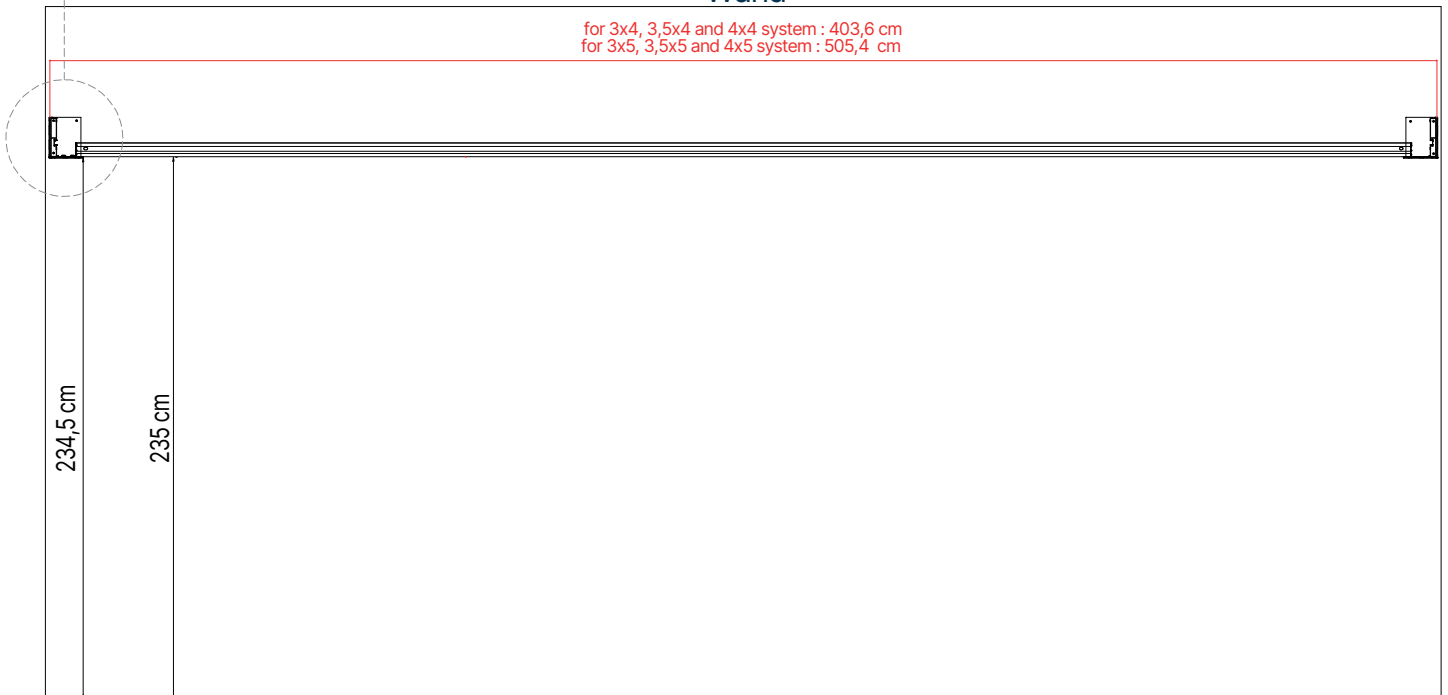 for 3x4, 3,5x4 and 4x4 system : 403,6 cm
for 3x5, 3,5x5 and 4x5 system : 505,4 cm
234,5 cm
235 cm